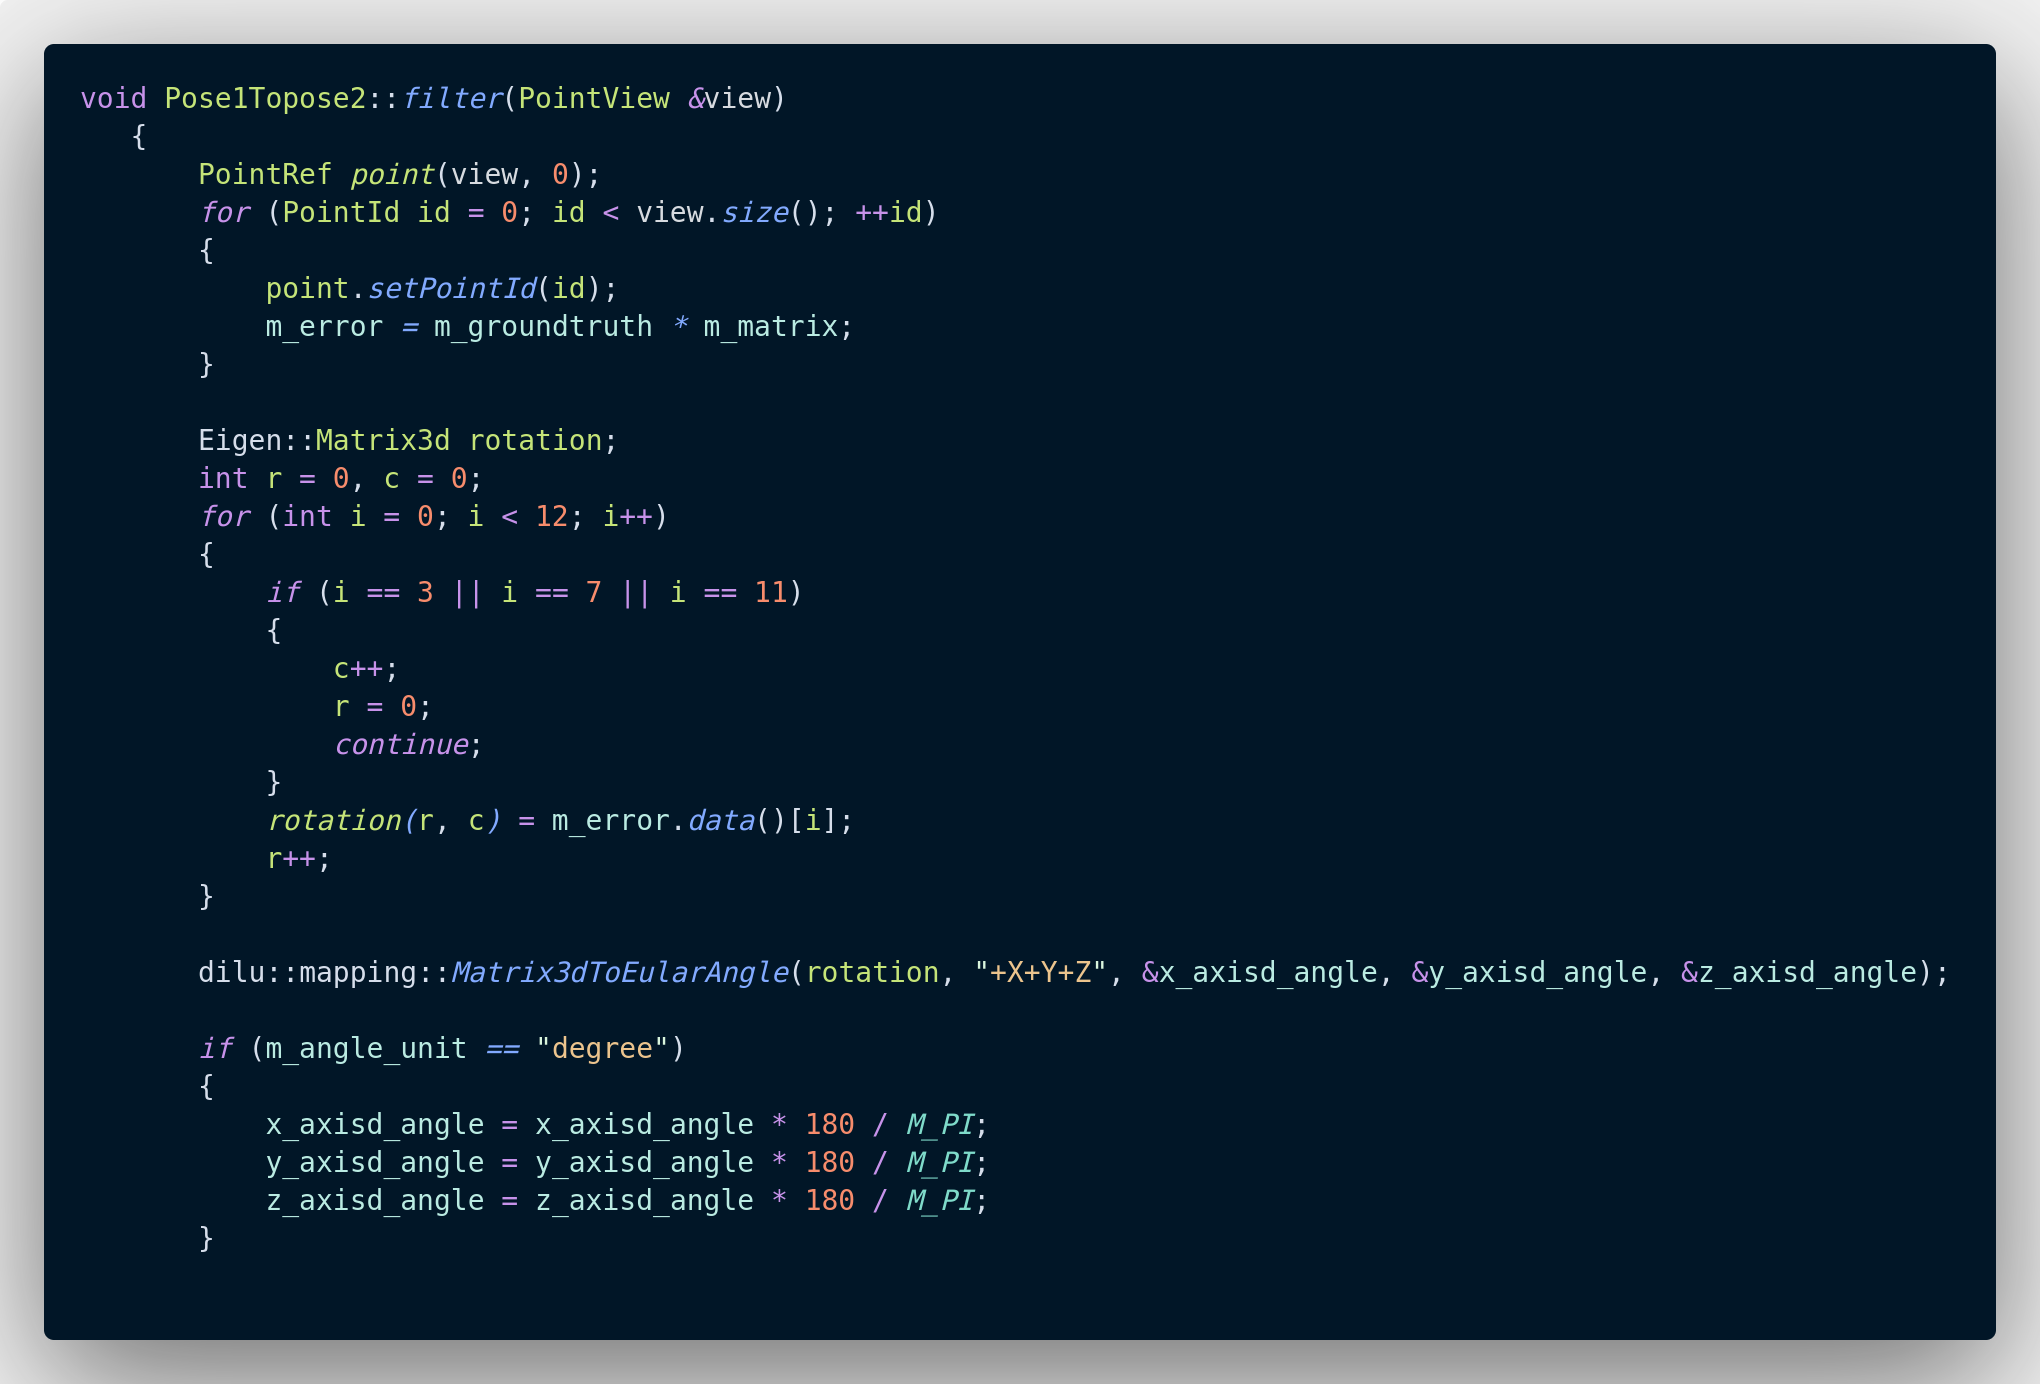 void Pose1Topose2::filter(PointView &view)
{
PointRef point(view, 0);
for (PointId id = 0; id < view.size(); ++id)
{
point.setPointId(id);
m_error = m_groundtruth * m_matrix;
}
Eigen::Matrix3d rotation;
int r = 0, c = 0;
for (int i = 0; i < 12; i++)
{
if (i == 3 || i == 7 || i == 11)
{
c++;
r = 0;
continue;
}
rotation(r, c) = m_error.data()[i];
r++;
}
dilu::mapping::Matrix3dToEularAngle(rotation, "+X+Y+Z", &x_axisd_angle, &y_axisd_angle, &z_axisd_angle);
if (m_angle_unit == "degree")
{
x_axisd_angle = x_axisd_angle * 180 / M_PI;
y_axisd_angle = y_axisd_angle * 180 / M_PI;
z_axisd_angle = z_axisd_angle * 180 / M_PI;
}